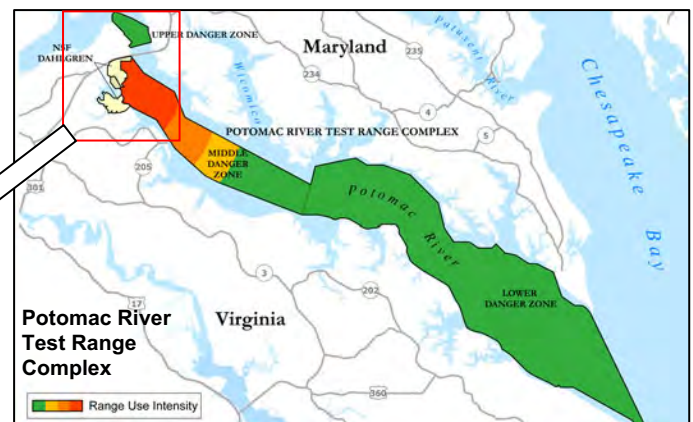 UPPER DANGER ZONE
NSF
DAHLGREN
Maryland
235
Patuxent River
234
Wicomico
4
Chesapeake Bay
POTOMAC RIVER TEST RANGE COMPLEX
5
MIDDLE
DANGER
ZONE
205
301
Potomac River
3
202
LOWER
DANGER ZONE
17
Virginia
Potomac River
Test Range
Complex
360
Range Use Intensity